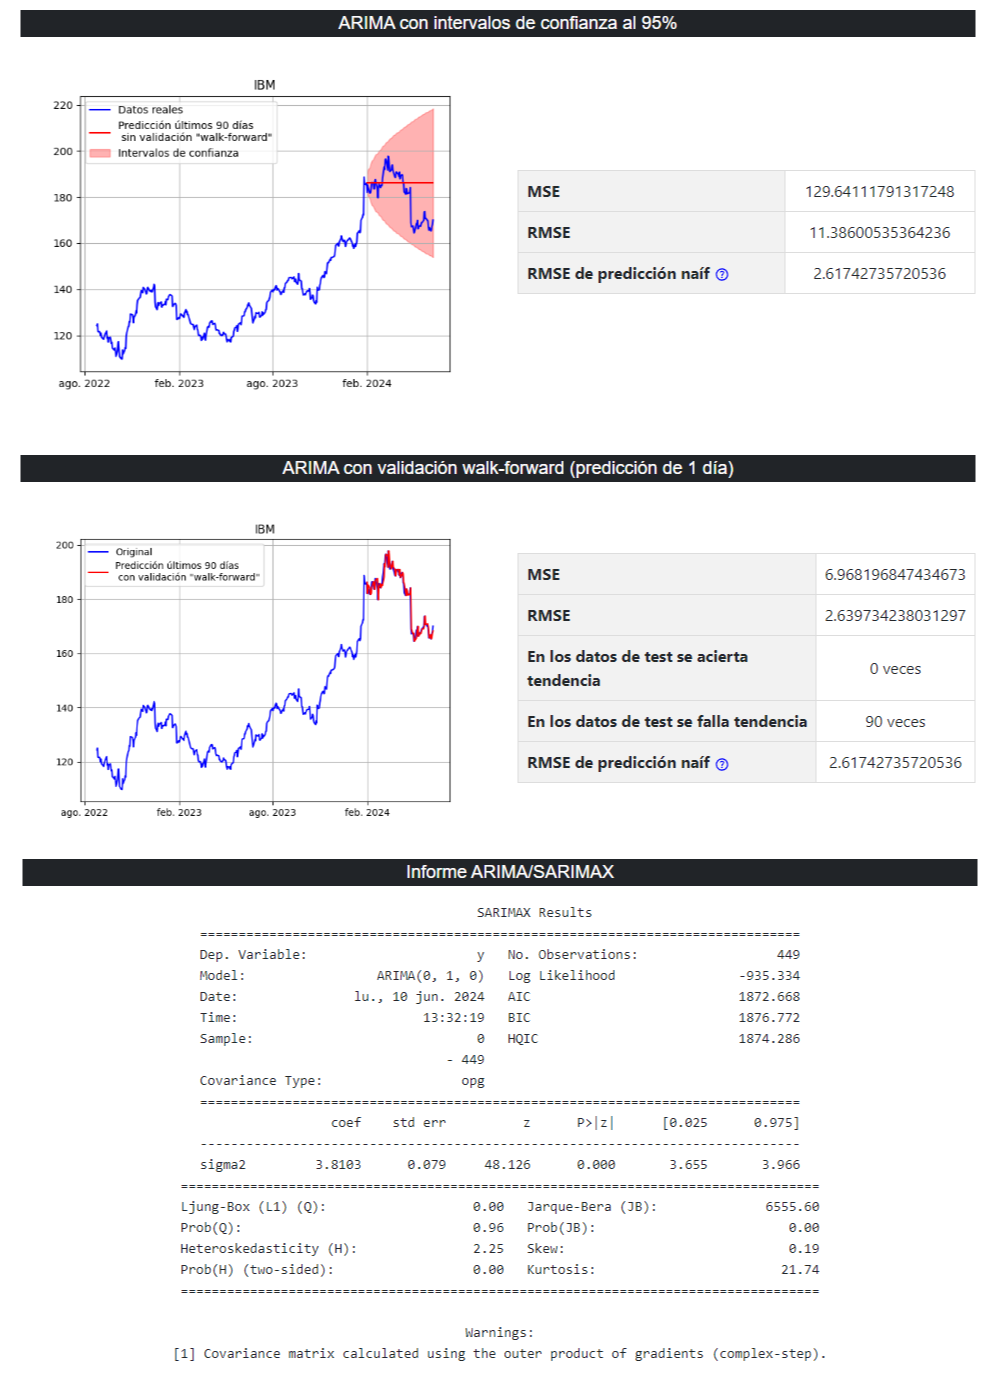 ARIMA con intervalos de confianza al 95%
IBM
Datos reales
Predicción últimos 90 días
sin validación "walk-forward"
Intervalos de confianza
220
200
180
160
140
120
ago. 2022 feb. 2023 ago. 2023 feb. 2024
MSE 129.64111791317248
RMSE 11.38600535364236
RMSE de predicción naíf ? 2.61742735720536
ARIMA con validación walk-forward (predicción de 1 día)
IBM
Original
Predicción últimos 90 días
con validación "walk-forward"
200
180
160
140
120
ago. 2022 feb. 2023 ago. 2023 feb. 2024
MSE 6.968196847434673
RMSE 2.639734238031297
En los datos de test se acierta
tendencia
0 veces
En los datos de test se falla tendencia 90 veces
RMSE de predicción naíf ? 2.61742735720536
Informe ARIMA/SARIMAX
SARIMAX Results
==============================================================================
Dep. Variable: y No. Observations: 449
Model: ARIMA(0, 1, 0) Log Likelihood -935.334
Date: lu., 10 jun. 2024 AIC 1872.668
Time: 13:32:19 BIC 1876.772
Sample: 0 HQIC 1874.286
- 449
Covariance Type: opg
==============================================================================
coef std err z P>|z| [0.025 0.975]
------------------------------------------------------------------------------
sigma2 3.8103 0.079 48.126 0.000 3.655 3.966
===================================================================================
Ljung-Box (L1) (Q): 0.00 Jarque-Bera (JB): 6555.60
Prob(Q): 0.96 Prob(JB): 0.00
Heteroskedasticity (H): 2.25 Skew: 0.19
Prob(H) (two-sided): 0.00 Kurtosis: 21.74
===================================================================================
Warnings:
[1] Covariance matrix calculated using the outer product of gradients (complex-step).